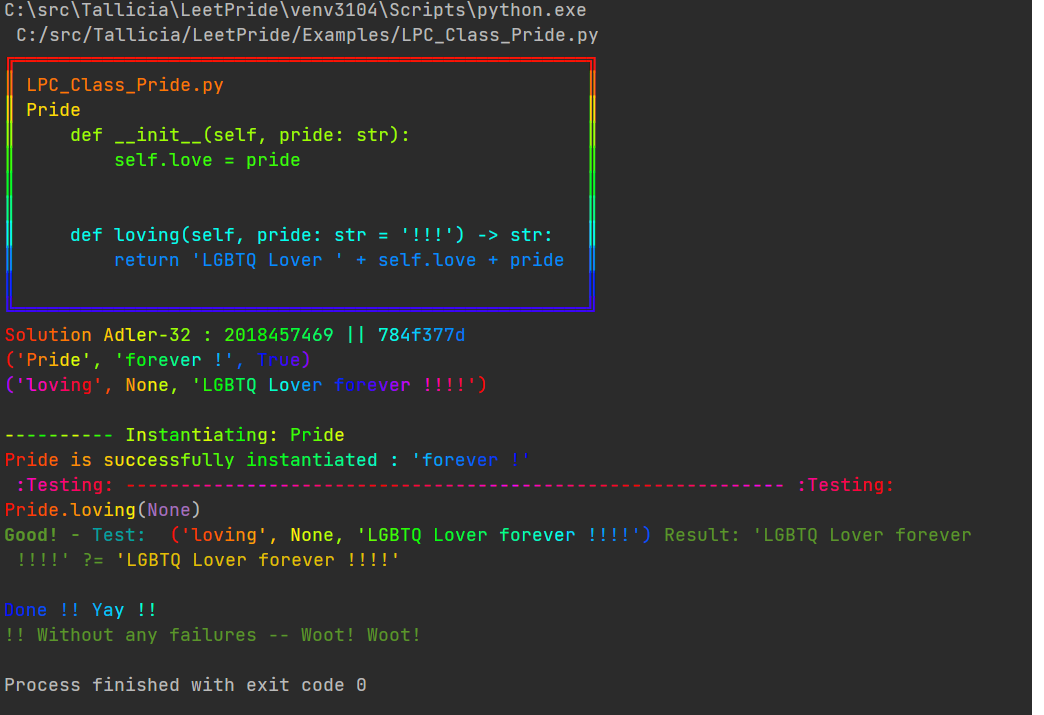 C:\src\Tallicia\LeetPride\venv3104\Scripts\python.exe
 C:/src/Tallicia/LeetPride/Examples/LPC_Class_Pride.py
LPC_Class_Pride.py
Pride
    def __init__(self, pride: str):
        self.love = pride
    def loving(self, pride: str = '!!!') -> str:
        return 'LGBTQ Lover ' + self.love + pride
Solution Adler-32 : 2018457469 || 784f377d
('Pride', 'forever !', True)
('loving', None, 'LGBTQ Lover forever !!!!')
---------- Instantiating: Pride
Pride is successfully instantiated : 'forever !'
 :Testing: ------------------------------------------------------------ :Testing:
Pride.loving(None)
Good! - Test:  ('loving', None, 'LGBTQ Lover forever !!!!') Result: 'LGBTQ Lover forever
 !!!!' ?= 'LGBTQ Lover forever !!!!'
Done !! Yay !!
!! Without any failures -- Woot! Woot!
Process finished with exit code 0